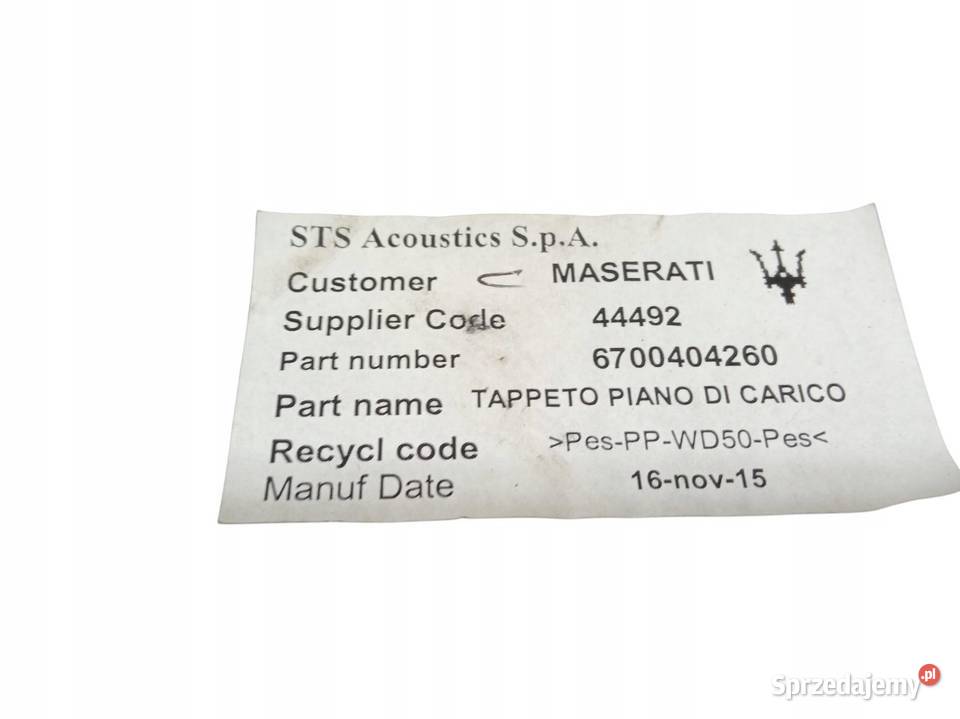 STS Acoustics S.p.A.
Customer MASERATI
Supplier Code 44492
Part number 6700404260
Part name TAPPETO PIANO DI CARICO
Recycl code >Pes-PP-WD50-Pes<
Manuf Date 16-nov-15
Sprzedajemy.pl